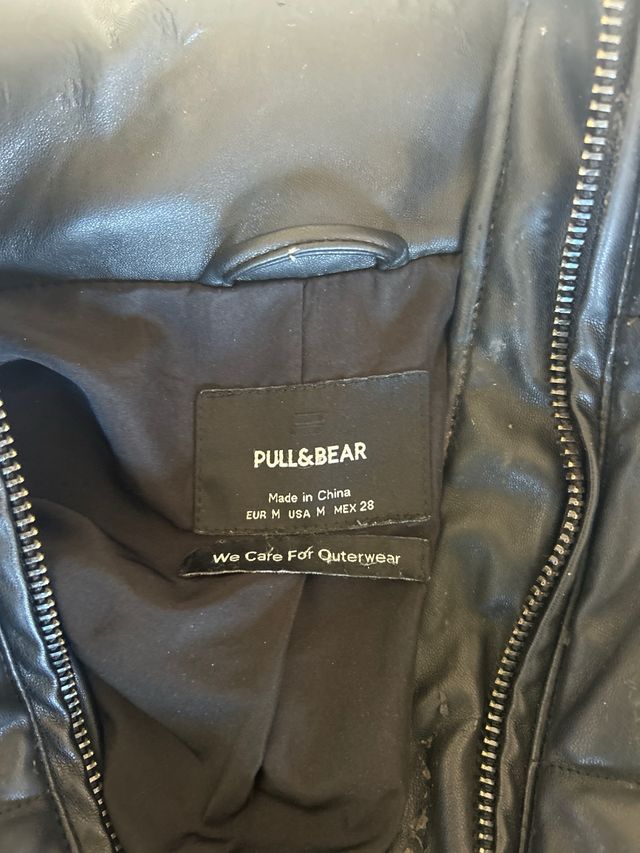 PULL&BEAR
Made in China
EUR M USA M MEX 28
We Care For Outerwear